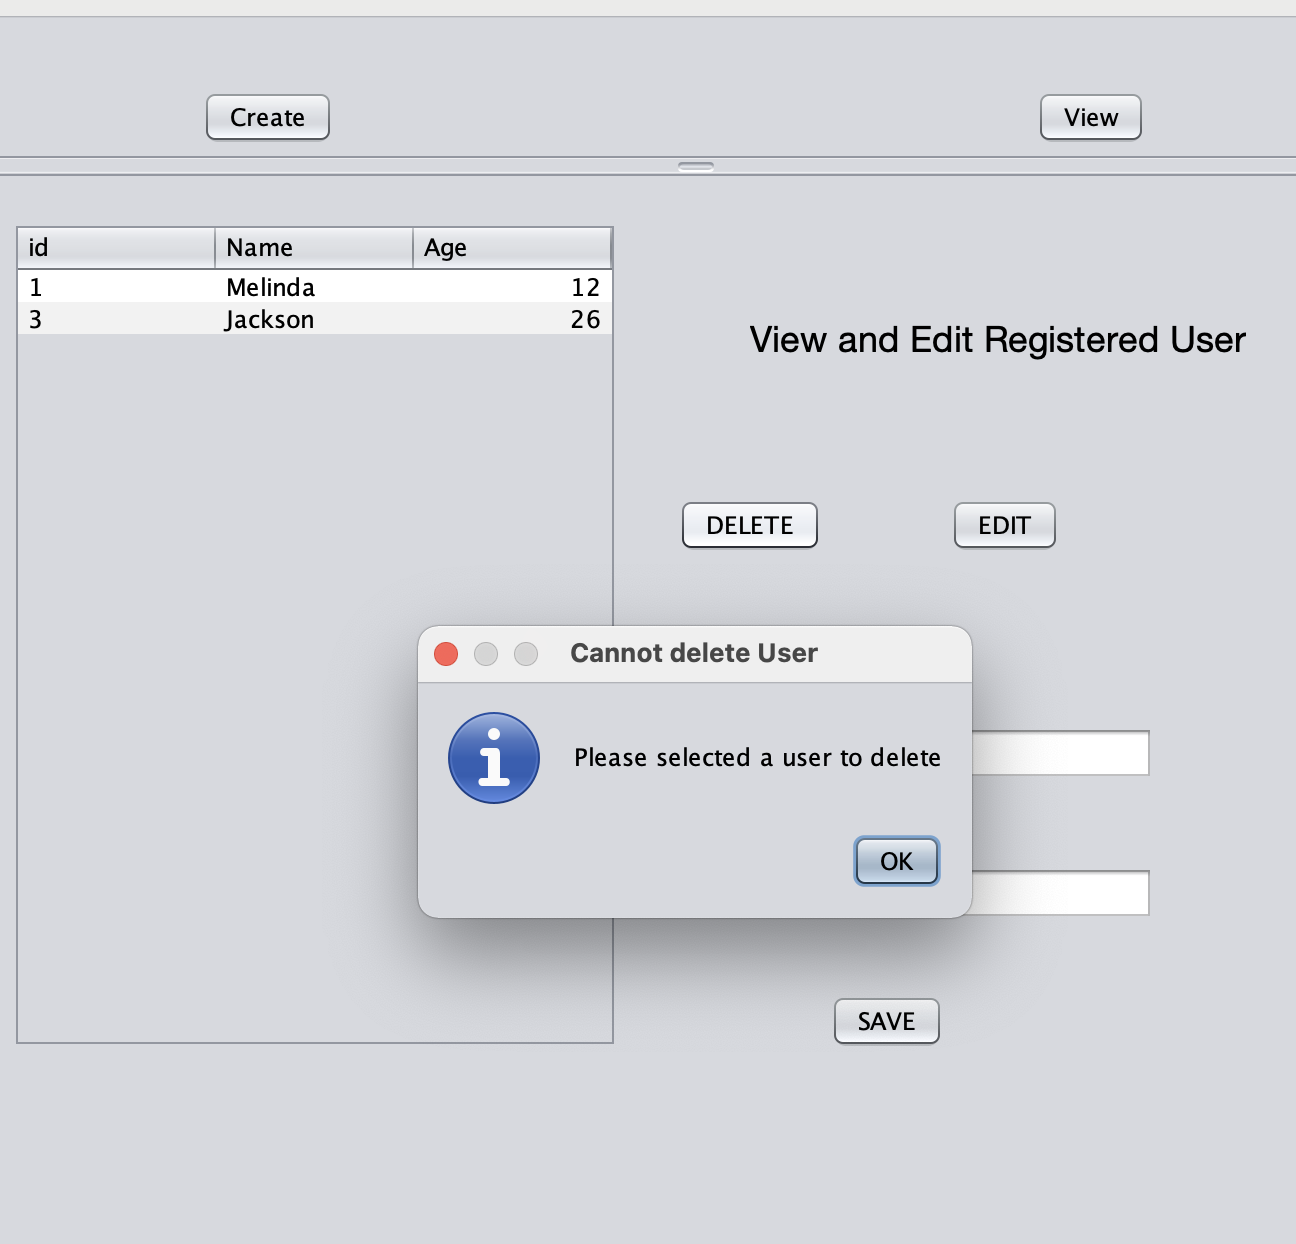 Create
View
id Name Age
1 Melinda 12
3 Jackson 26
View and Edit Registered User
DELETE
EDIT
Cannot delete User
Please selected a user to delete
OK
SAVE